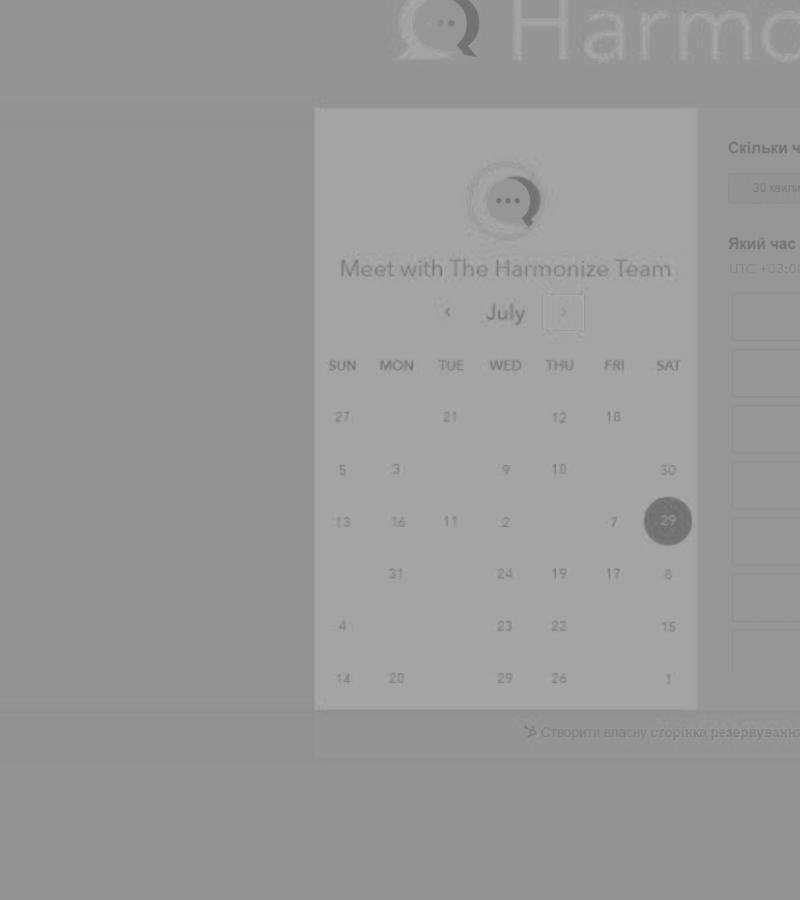 Harmo
Meet with The Harmonize Team
July
SUN MON TUE WED THU FRI SAT
27 21 12 18
5 3 9 10 30
13 16 11 2 7 29
31 24 19 17 8
4 23 22 15
14 20 29 26 1
Скільки ч
30 хвили
Який час
UTC +03:0
Створити власну сторінка резервування